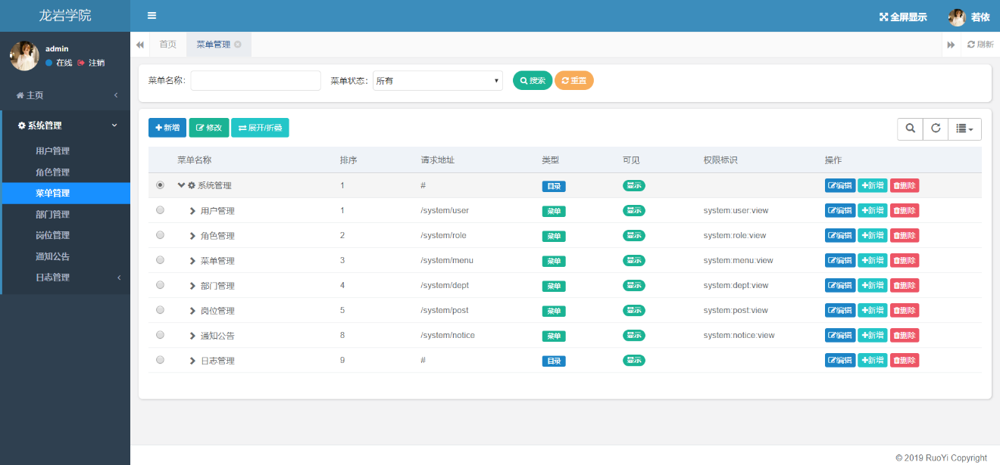 龙岩学院
全屏显示 若依
admin
在线 注销
首页 菜单管理 刷新
主页
系统管理
用户管理
角色管理
菜单管理
部门管理
岗位管理
通知公告
日志管理
菜单名称: 菜单状态: 所有 搜索 重置
新增 修改 展开/折叠
菜单名称 排序 请求地址 类型 可见 权限标识 操作
系统管理 1 # 目录 显示 编辑 新增 删除
用户管理 1 /system/user 菜单 显示 system:user:view 编辑 新增 删除
角色管理 2 /system/role 菜单 显示 system:role:view 编辑 新增 删除
菜单管理 3 /system/menu 菜单 显示 system:menu:view 编辑 新增 删除
部门管理 4 /system/dept 菜单 显示 system:dept:view 编辑 新增 删除
岗位管理 5 /system/post 菜单 显示 system:post:view 编辑 新增 删除
通知公告 8 /system/notice 菜单 显示 system:notice:view 编辑 新增 删除
日志管理 9 # 目录 显示 编辑 新增 删除
© 2019 RuoYi Copyright